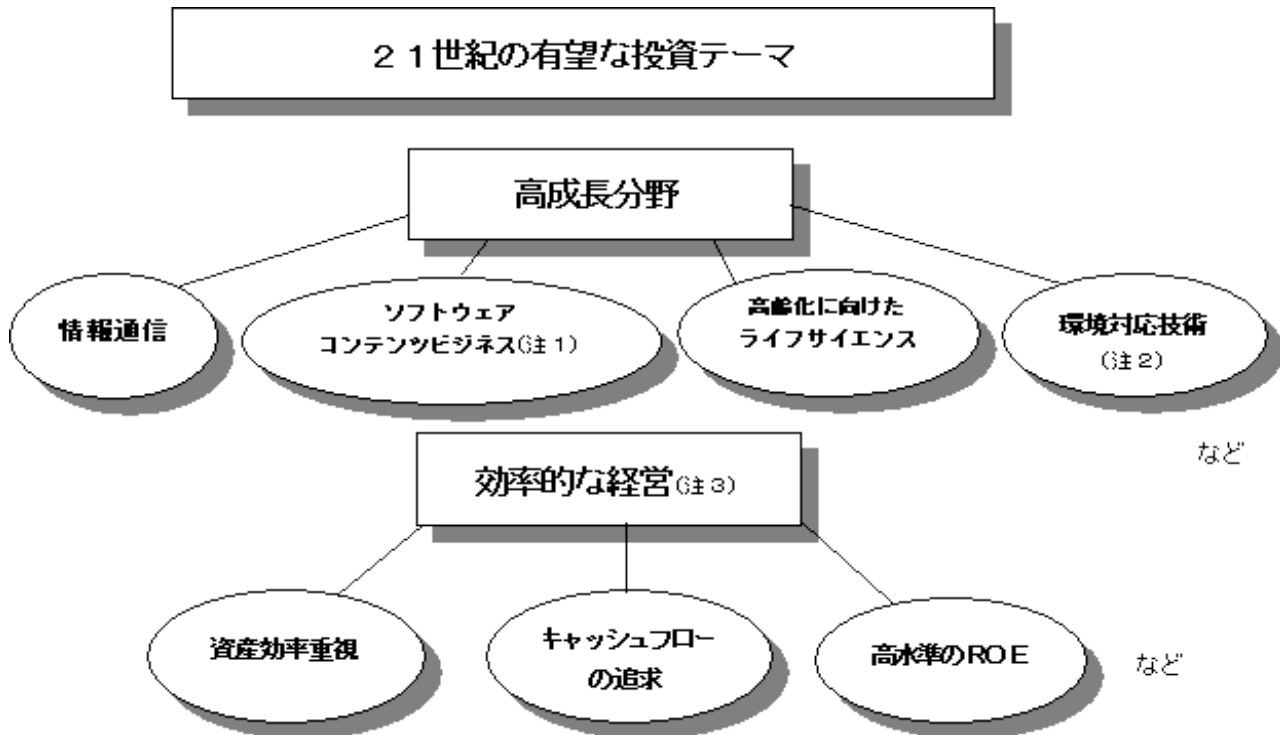 ２１世紀の有望な投資テーマ
高成長分野
情報通信
ソフトウェア
コンテンツビジネス(注１)
高齢化に向けた
ライフサイエンス
環境対応技術
(注２)
など
効率的な経営(注３)
資産効率重視
キャッシュフロー
の追求
高水準のＲＯＥ
など